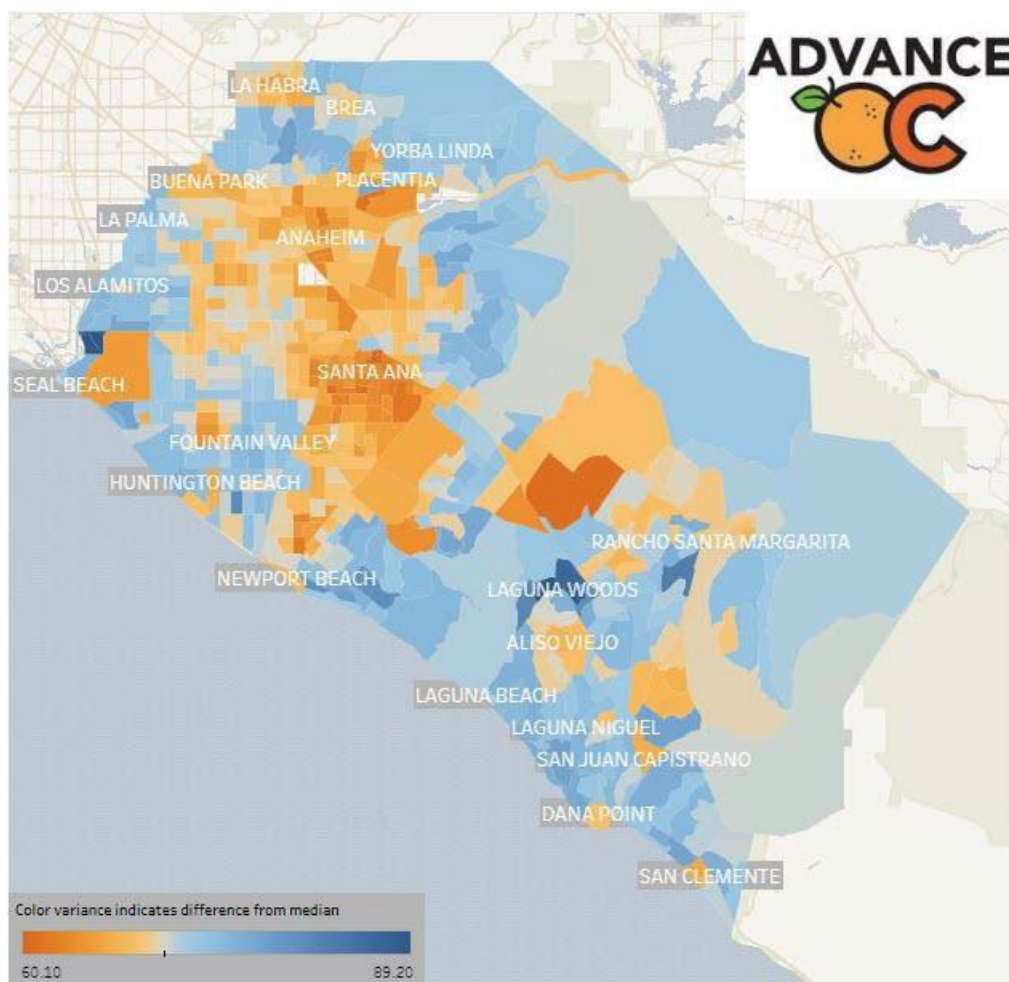 ADVANCE
OC
LA HABRA
BREA
YORBA LINDA
BUENA PARK
PLACENTIA
LA PALMA
ANAHEIM
LOS ALAMITOS
SANTA ANA
SEAL BEACH
FOUNTAIN VALLEY
HUNTINGTON BEACH
RANCHO SANTA MARGARITA
NEWPORT BEACH
LAGUNA WOODS
ALISO VIEJO
LAGUNA BEACH
LAGUNA NIGUEL
SAN JUAN CAPISTRANO
DANA POINT
SAN CLEMENTE
Color variance indicates difference from median
60.10 89.20